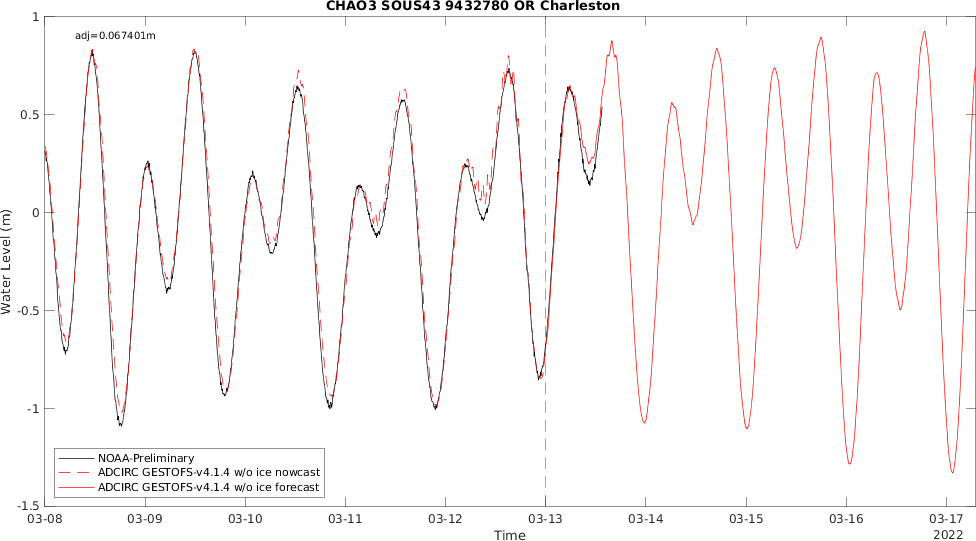 CHAO3 SOUS43 9432780 OR Charleston
adj=0.067401m
1
0.5
0
-0.5
-1
-1.5
Water Level (m)
NOAA-Preliminary
ADCIRC GESTOFS-v4.1.4 w/o ice nowcast
ADCIRC GESTOFS-v4.1.4 w/o ice forecast
03-08 03-09 03-10 03-11 03-12 03-13 03-14 03-15 03-16 03-17
Time
2022